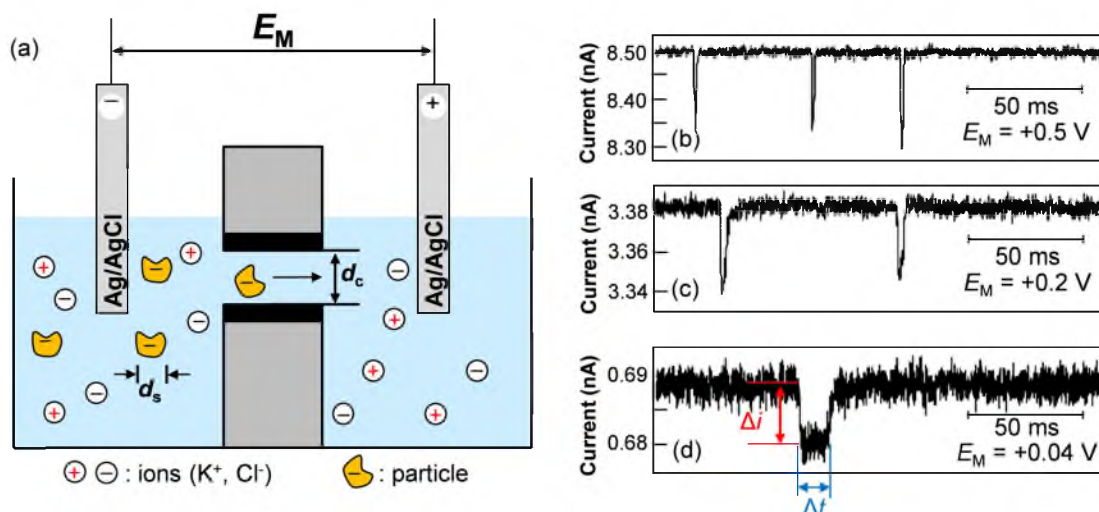 (a)
E_M
−
+
Ag/AgCl
Ag/AgCl
d_c
d_s
+ − : ions (K⁺, Cl⁻)
− : particle
Current (nA)
8.50
8.40
8.30
(b)
50 ms
E_M = +0.5 V
Current (nA)
3.38
3.36
3.34
(c)
50 ms
E_M = +0.2 V
Current (nA)
0.69
0.68
(d)
Δi
Δt
50 ms
E_M = +0.04 V